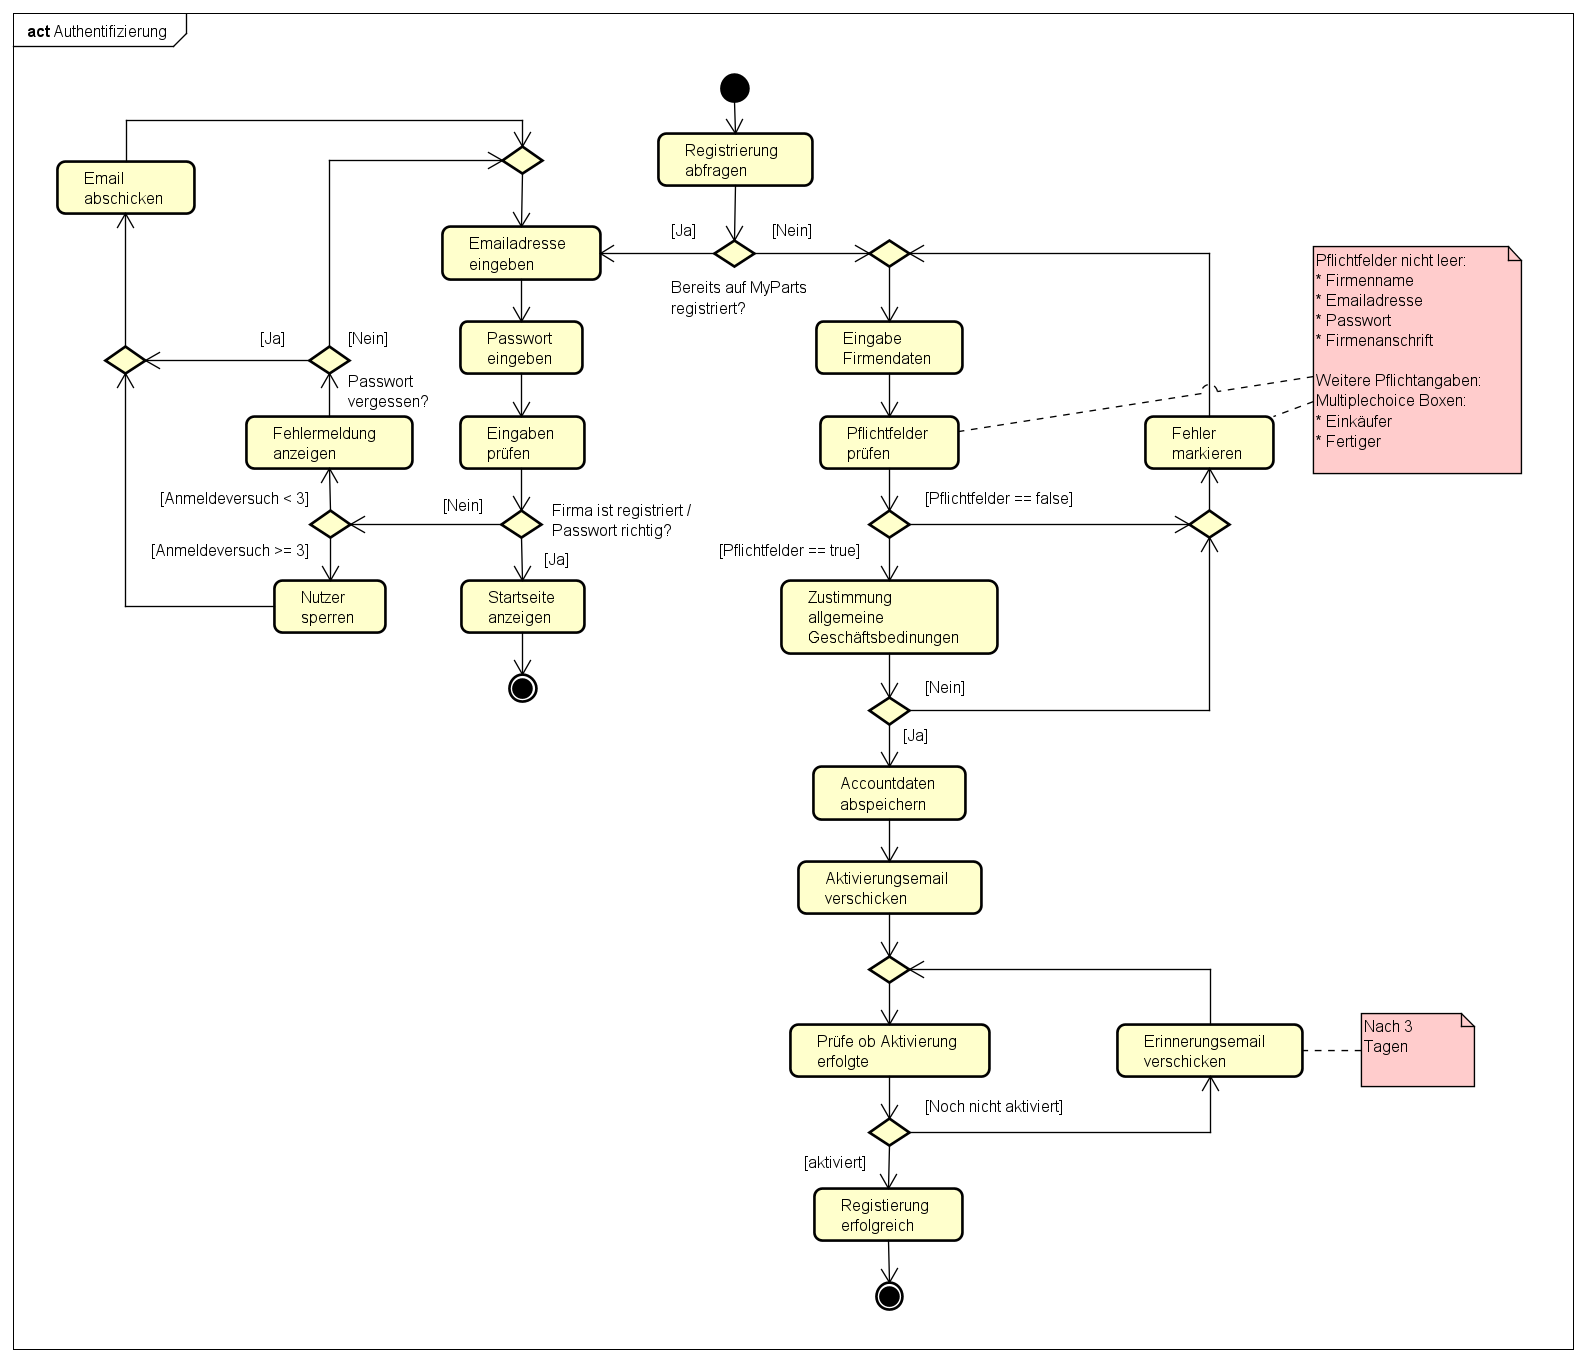 act Authentifizierung
Registrierung
abfragen
Email
abschicken
[Ja]
[Nein]
Emailadresse
eingeben
Bereits auf MyParts
registriert?
Pflichtfelder nicht leer:
* Firmenname
* Emailadresse
* Passwort
* Firmenanschrift
Weitere Pflichtangaben:
Multiplechoice Boxen:
* Einkäufer
* Fertiger
[Ja]
[Nein]
Passwort
vergessen?
Passwort
eingeben
Eingabe
Firmendaten
Fehlermeldung
anzeigen
Eingaben
prüfen
Pflichtfelder
prüfen
Fehler
markieren
[Anmeldeversuch < 3]
[Nein]
Firma ist registriert /
Passwort richtig?
[Pflichtfelder == false]
[Anmeldeversuch >= 3]
[Ja]
[Pflichtfelder == true]
Nutzer
sperren
Startseite
anzeigen
Zustimmung
allgemeine
Geschäftsbedinungen
[Nein]
[Ja]
Accountdaten
abspeichern
Aktivierungsemail
verschicken
Prüfe ob Aktivierung
erfolgte
Erinnerungsemail
verschicken
Nach 3
Tagen
[Noch nicht aktiviert]
[aktiviert]
Registierung
erfolgreich